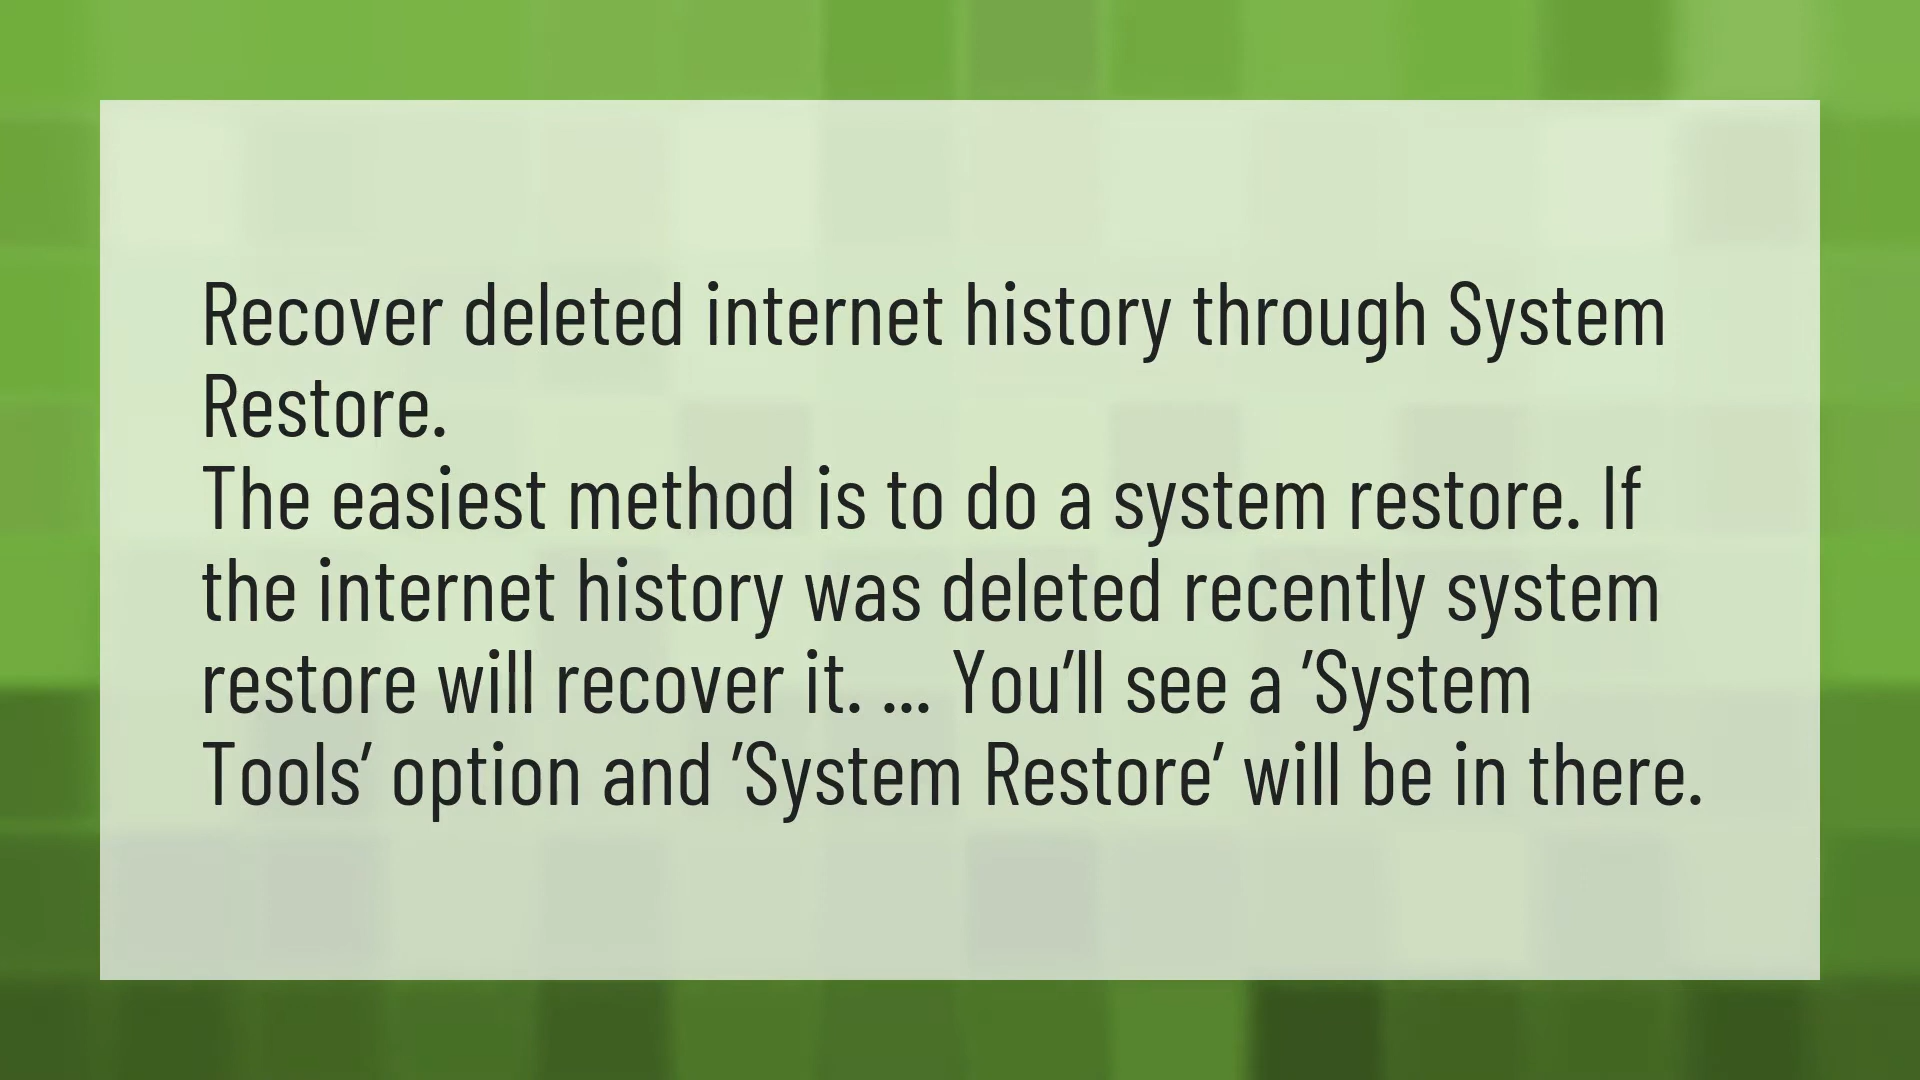 Recover deleted internet history through System
Restore.
The easiest method is to do a system restore. If
the internet history was deleted recently system
restore will recover it. ... You'll see a 'System
Tools' option and 'System Restore' will be in there.